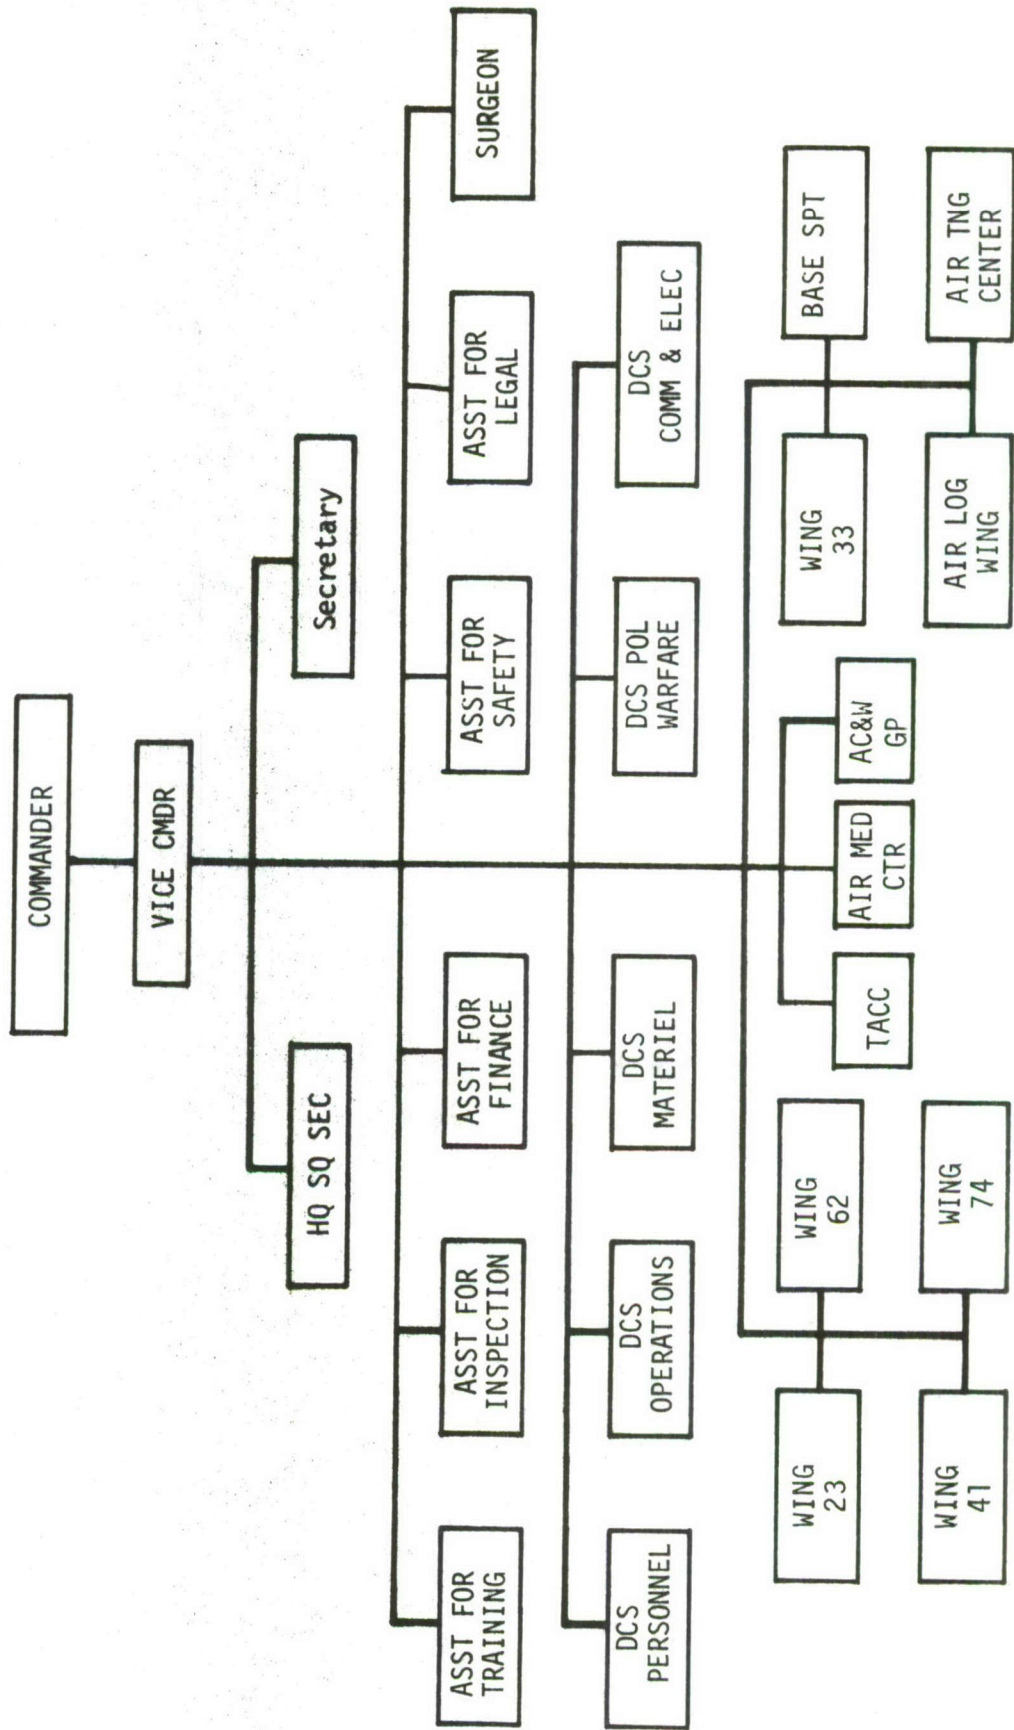 COMMANDER
VICE CMDR
HQ SQ SEC
Secretary
ASST FOR
TRAINING
ASST FOR
INSPECTION
ASST FOR
FINANCE
ASST FOR
SAFETY
ASST FOR
LEGAL
SURGEON
DCS
PERSONNEL
DCS
OPERATIONS
DCS
MATERIEL
DCS POL
WARFARE
DCS
COMM & ELEC
WING
23
WING
62
WING
41
WING
74
TACC
AIR MED
CTR
AC&W
GP
WING
33
BASE SPT
AIR LOG
WING
AIR TNG
CENTER